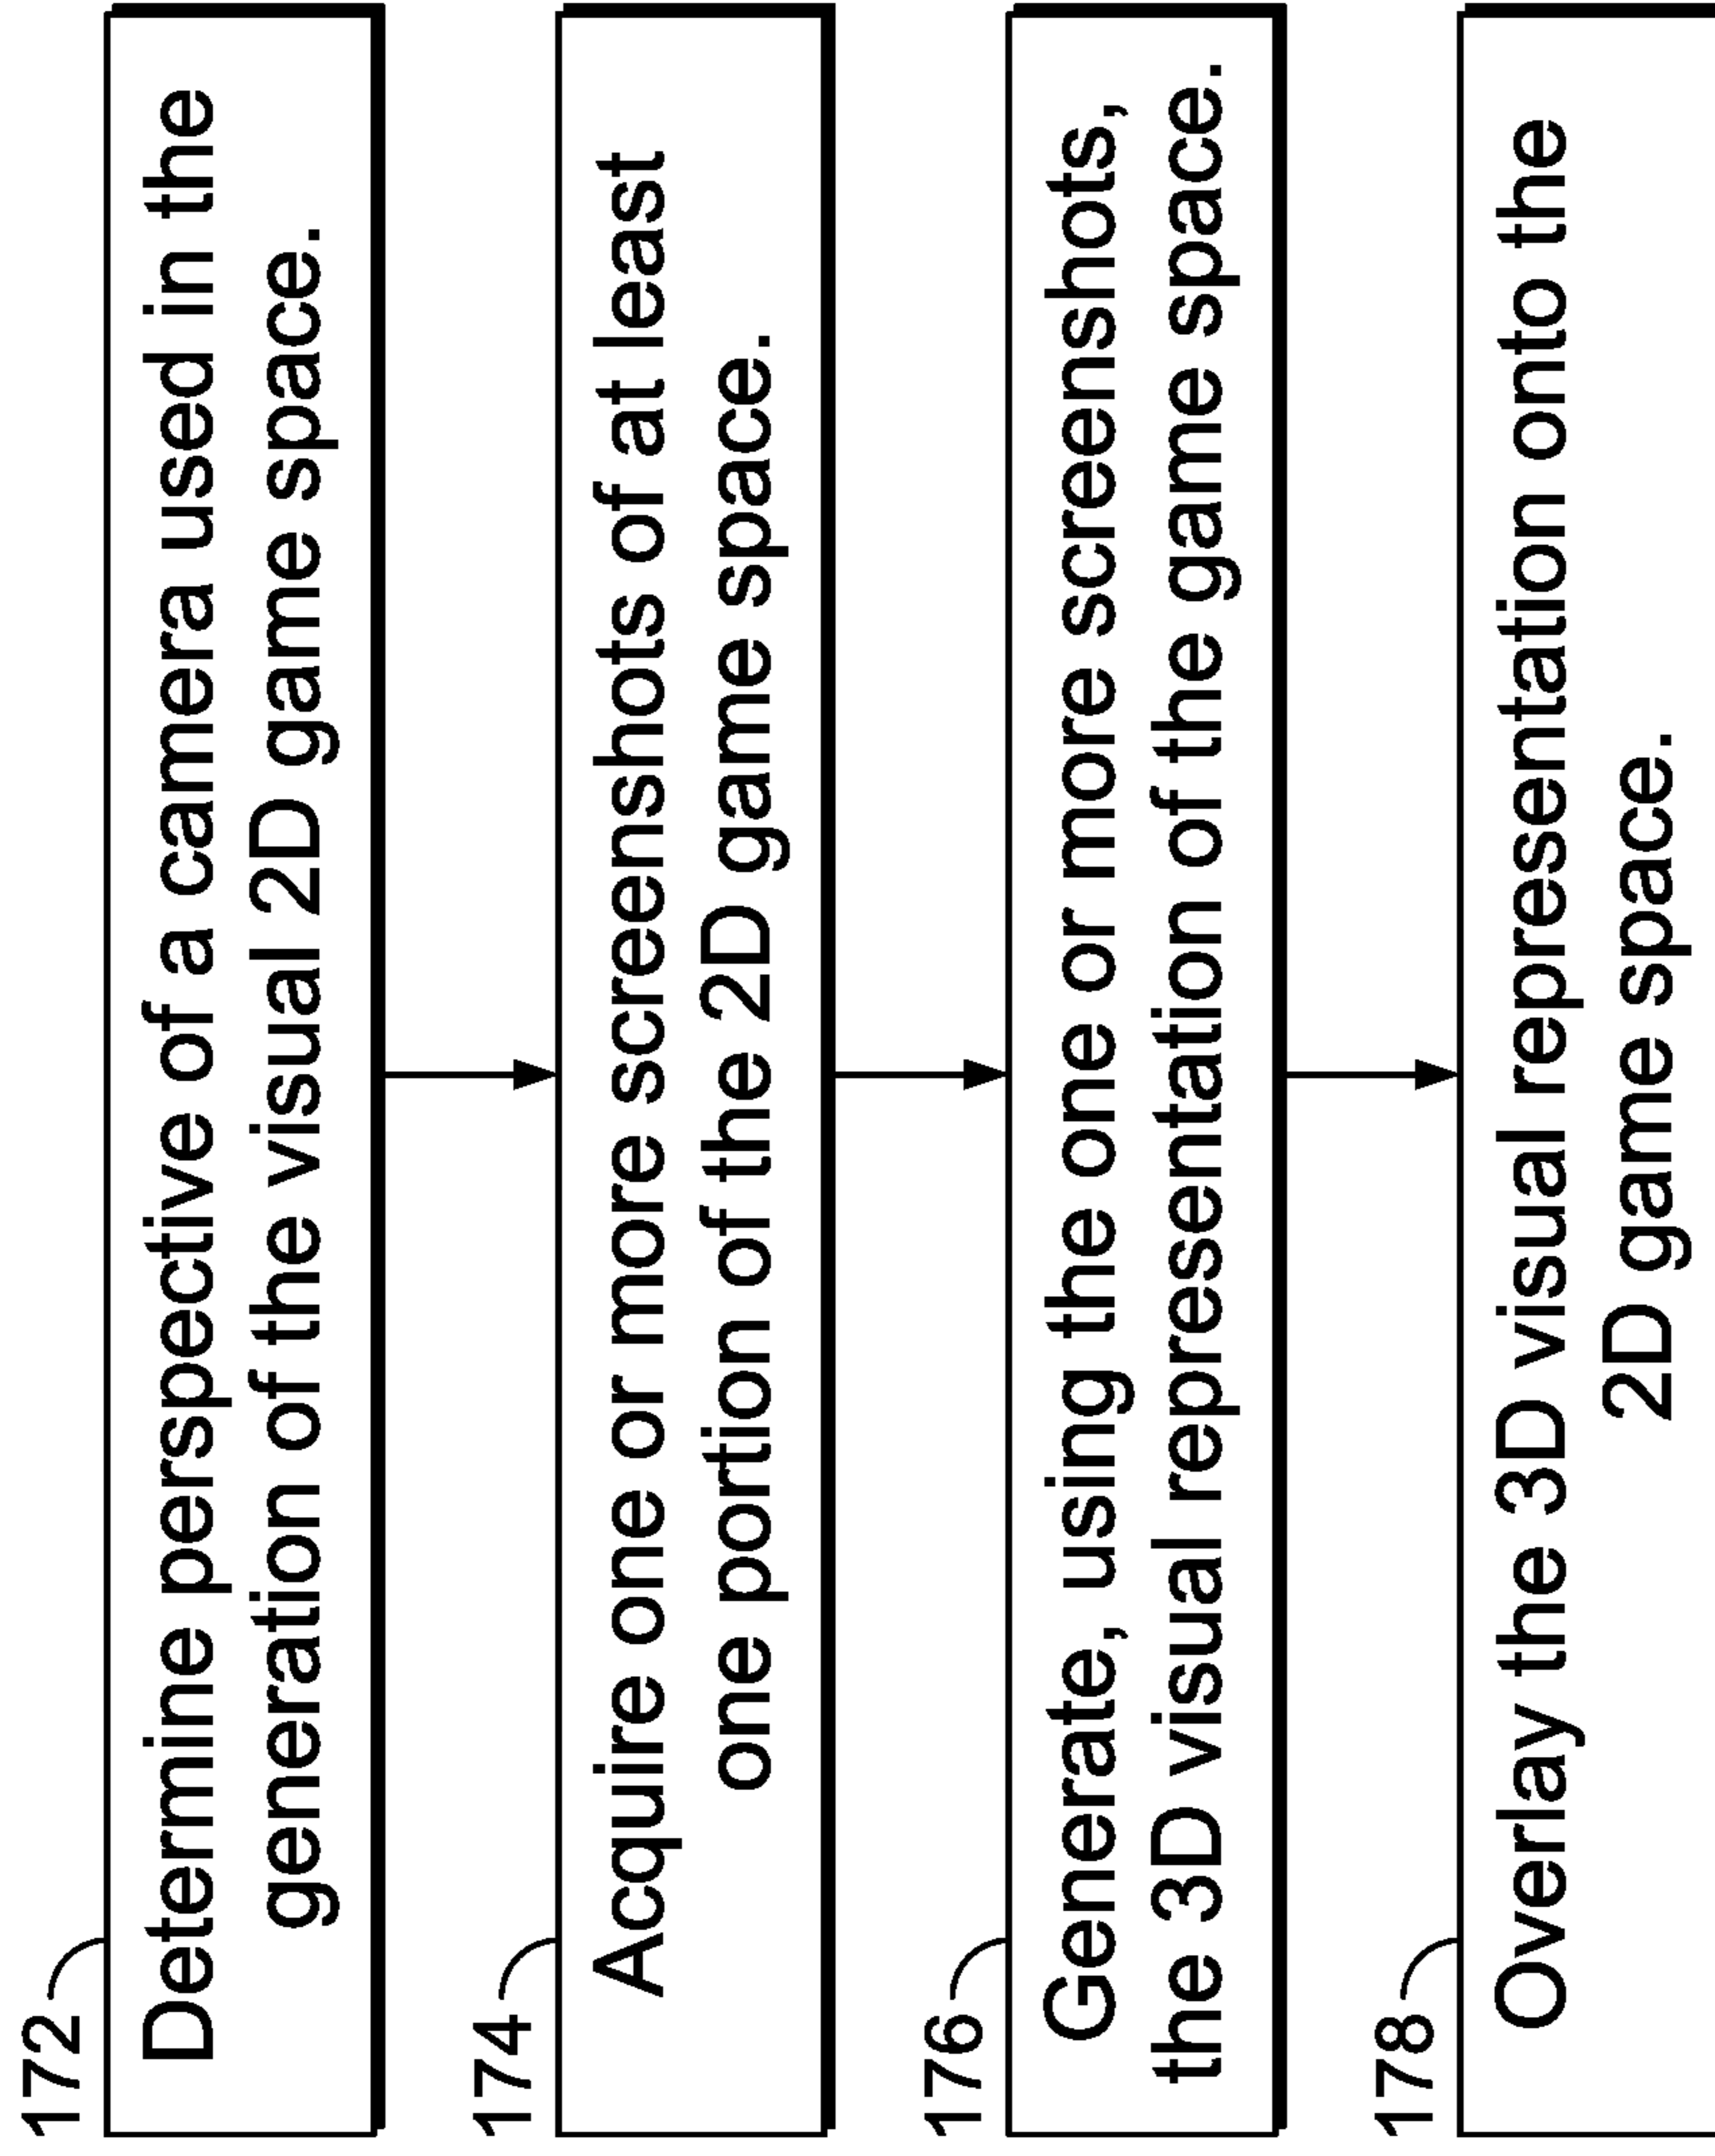 172
Determine perspective of a camera used in the
generation of the visual 2D game space.
174
Acquire one or more screenshots of at least
one portion of the 2D game space.
176
Generate, using the one or more screenshots,
the 3D visual representation of the game space.
178
Overlay the 3D visual representation onto the
2D game space.